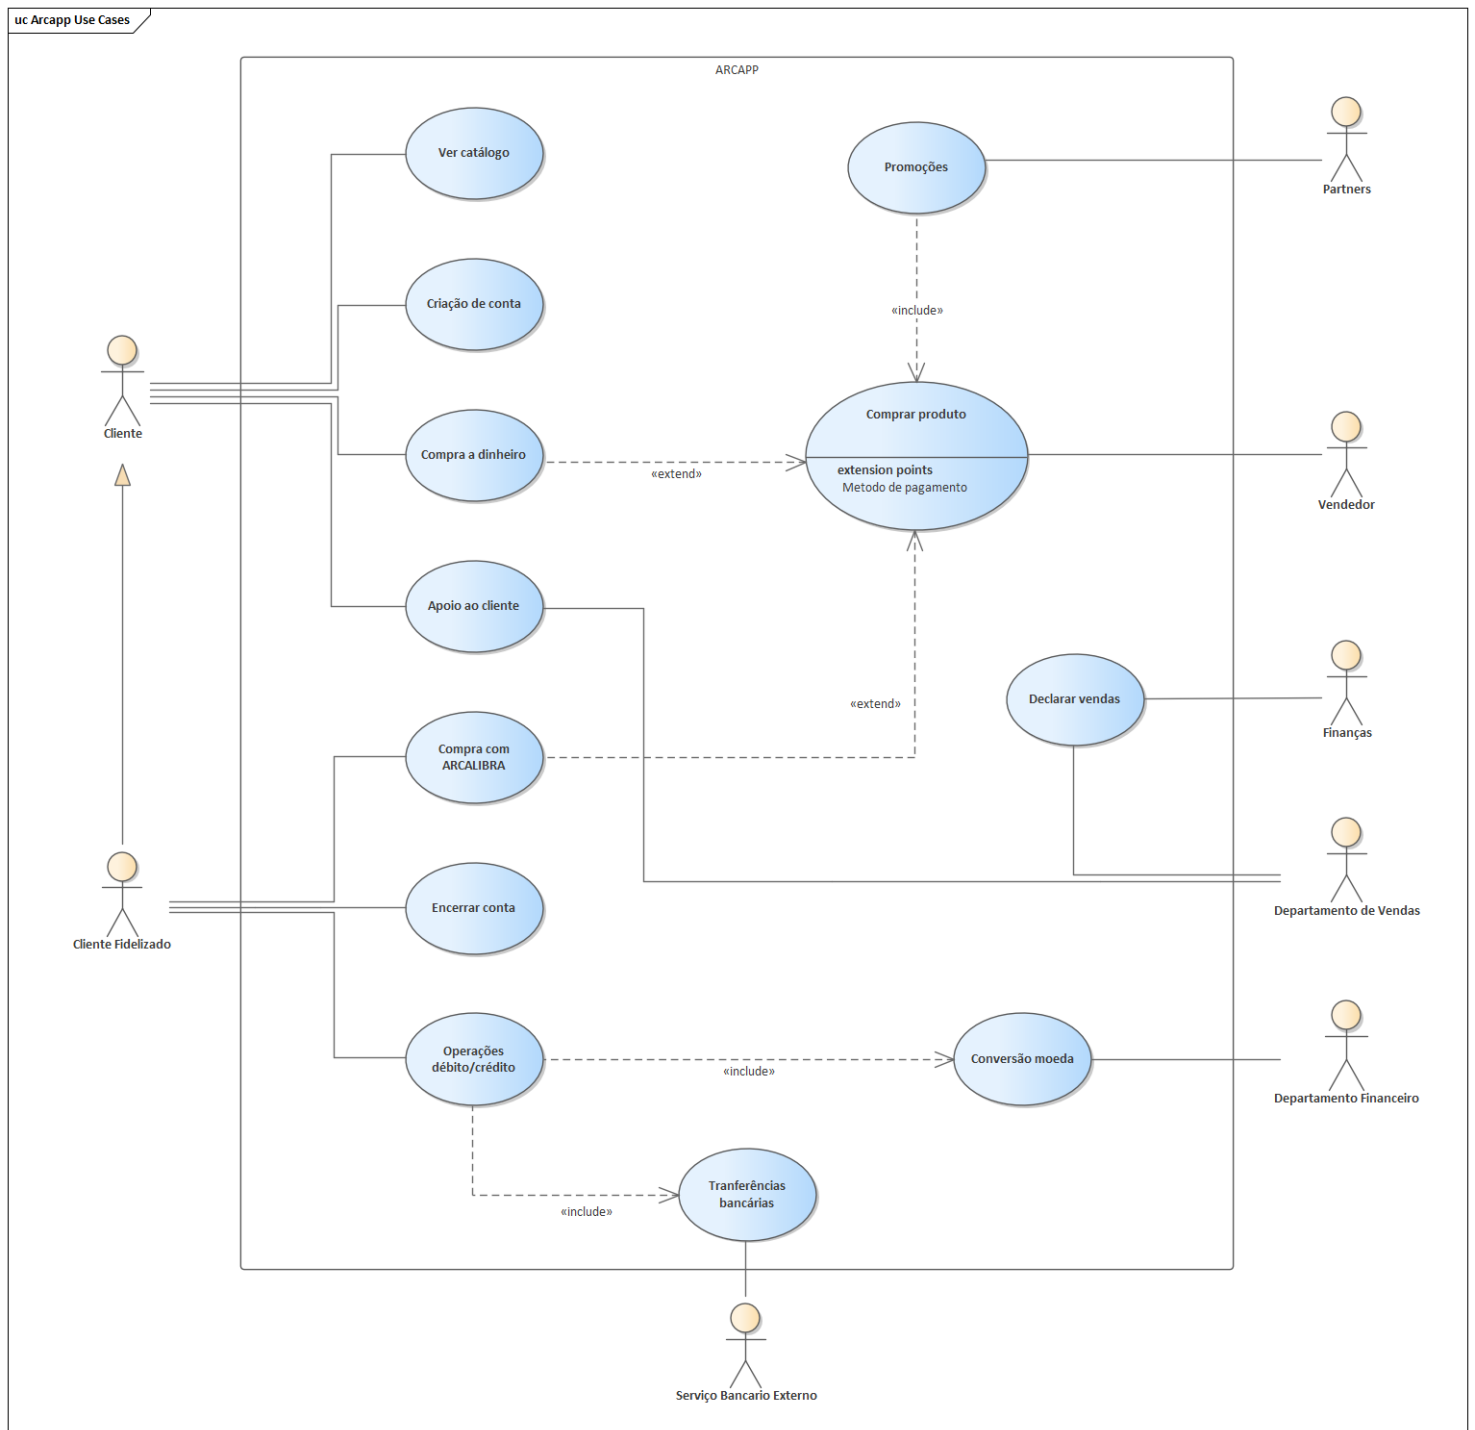 uc Arcapp Use Cases
ARCAPP
Ver catálogo
Promoções
Partners
Criação de conta
«include»
Cliente
Comprar produto
Compra a dinheiro
«extend»
extension points
Metodo de pagamento
Vendedor
Apoio ao cliente
«extend»
Declarar vendas
Finanças
Compra com
ARCALIBRA
Encerrar conta
Departamento de Vendas
Cliente Fidelizado
Operações
débito/crédito
«include»
Conversão moeda
Departamento Financeiro
Tranferências
bancárias
«include»
Serviço Bancario Externo